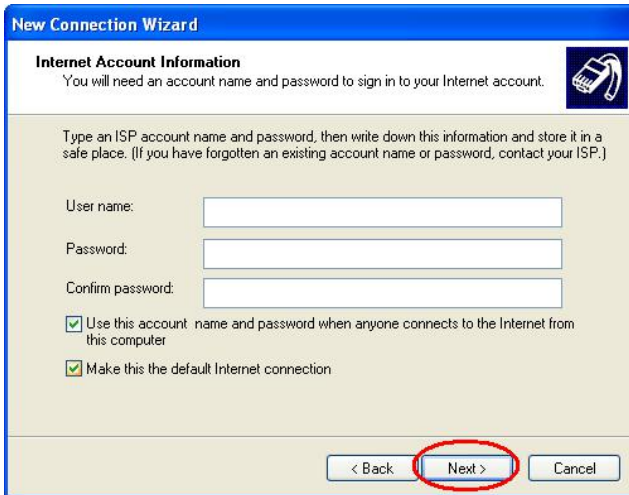 New Connection Wizard
Internet Account Information
You will need an account name and password to sign in to your Internet account.
Type an ISP account name and password, then write down this information and store it in a
safe place. (If you have forgotten an existing account name or password, contact your ISP.)
User name:
Password:
Confirm password:
Use this account name and password when anyone connects to the Internet from
this computer
Make this the default Internet connection
< Back Next > Cancel